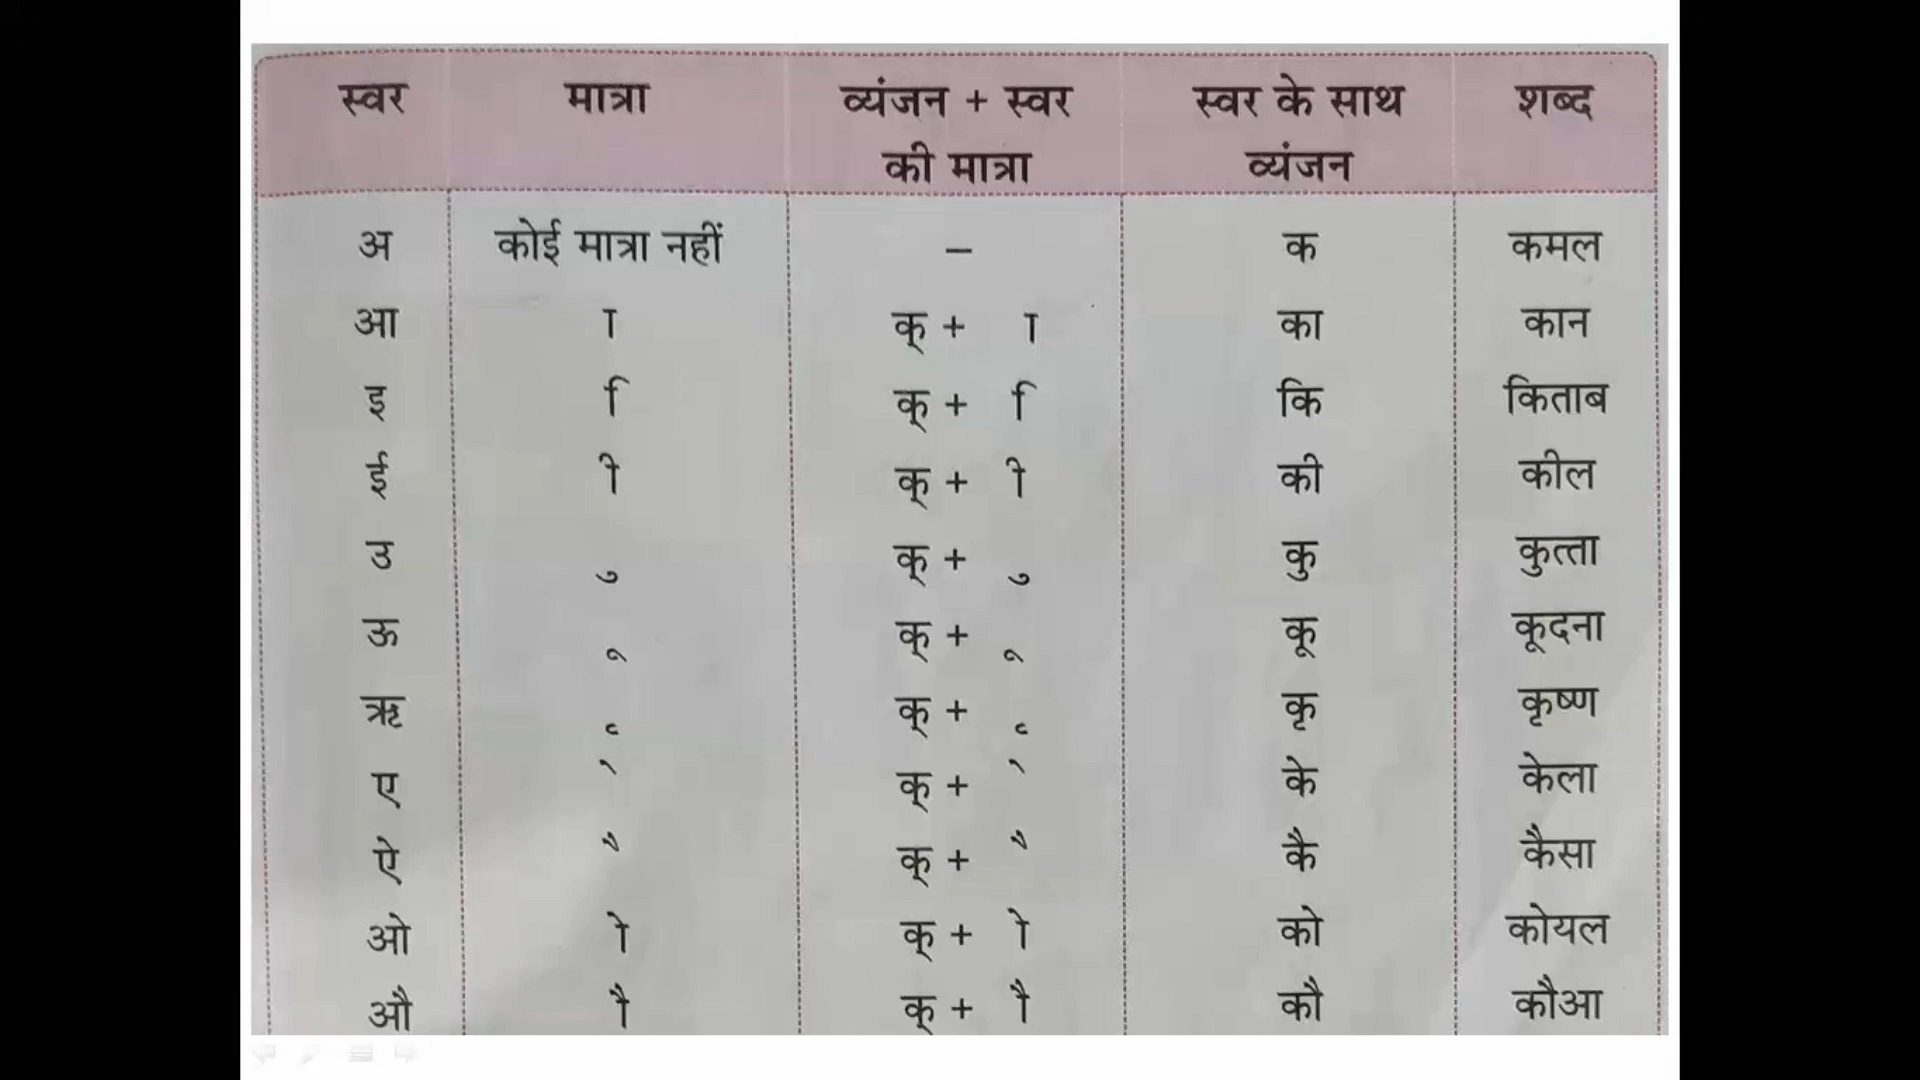 स्वर मात्रा व्यंजन + स्वर की मात्रा स्वर के साथ व्यंजन शब्द
अ कोई मात्रा नहीं – क कमल
आ ा क् + ा का कान
इ ि क् + ि कि किताब
ई ी क् + ी की कील
उ ु क् + ु कु कुत्ता
ऊ ू क् + ू कू कूदना
ऋ ृ क् + ृ कृ कृष्ण
ए े क् + े के केला
ऐ ै क् + ै कै कैसा
ओ ो क् + ो को कोयल
औ ौ क् + ौ कौ कौआ